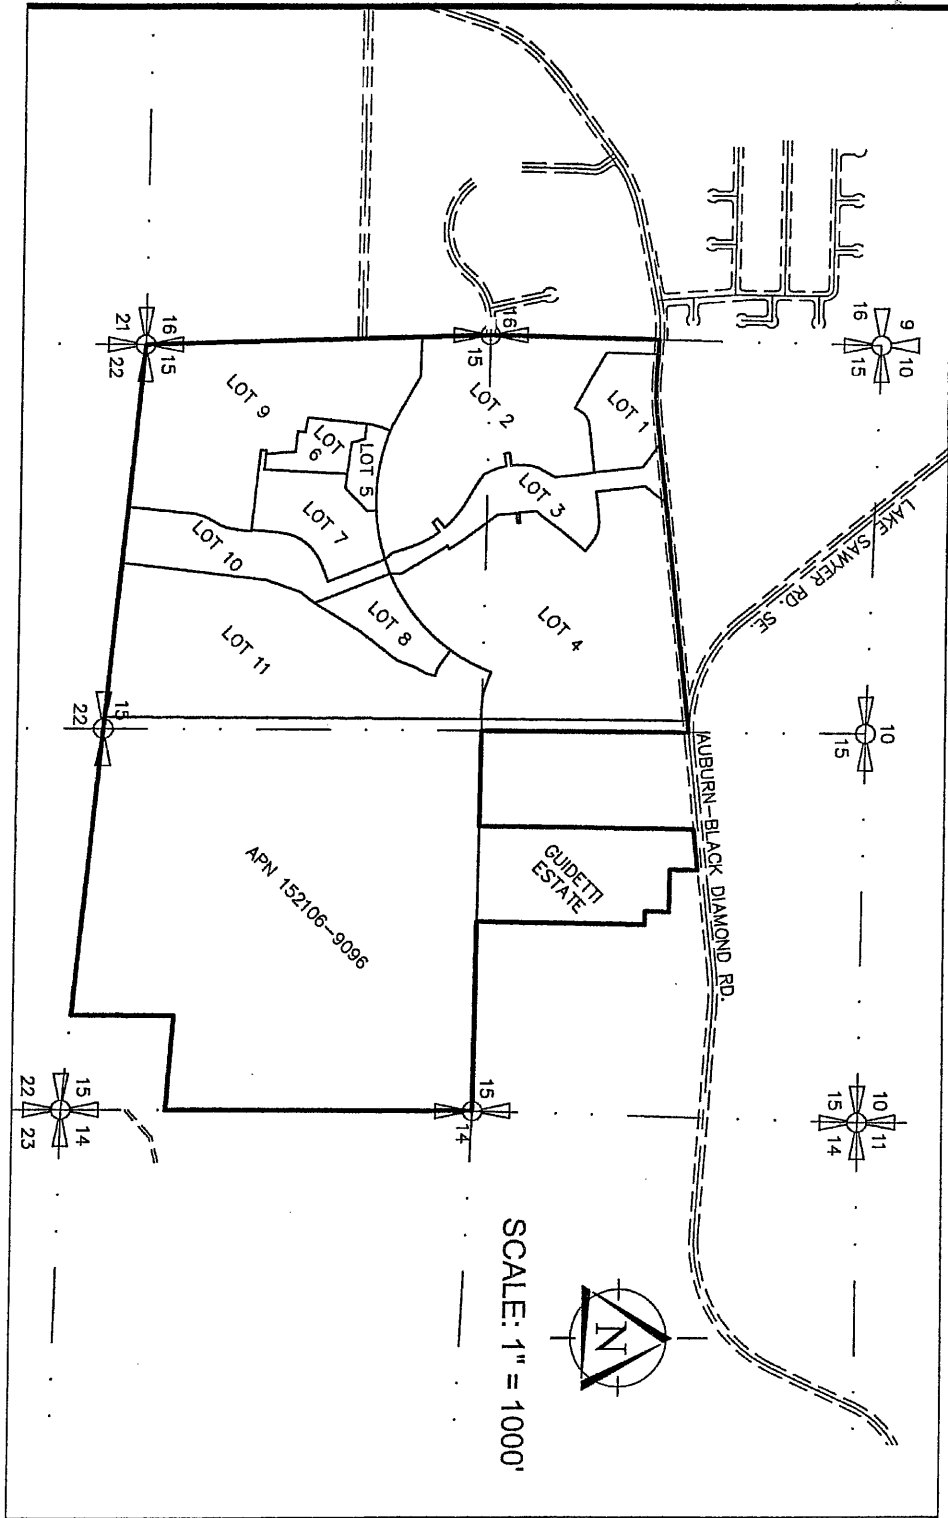 9
10
16
15
LAKE SAWYER RD. SE.
10
15
10
11
15
14
AUBURN-BLACK DIAMOND RD.
LOT 1
LOT 2
LOT 3
LOT 4
16
15
GUIDETTI
ESTATE
LOT 9
LOT
6
LOT 5
LOT 7
LOT 8
LOT 10
LOT 11
APN 152106-9096
15
14
16
15
21
22
15
22
15
14
22
23
N
SCALE: 1" = 1000'